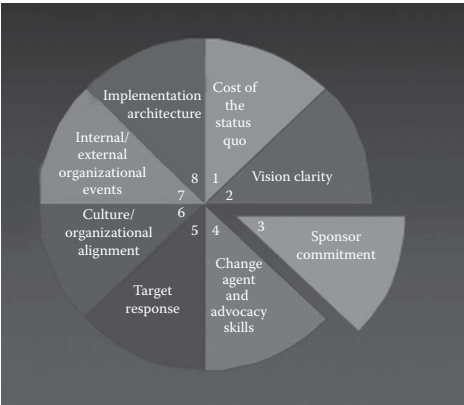 Cost of
the
status
quo
1
Vision clarity
2
3
Sponsor
commitment
4
Change
agent
and
advocacy
skills
5
Target
response
6
Culture/
organizational
alignment
Internal/
external
organizational
events
7
Implementation
architecture
8